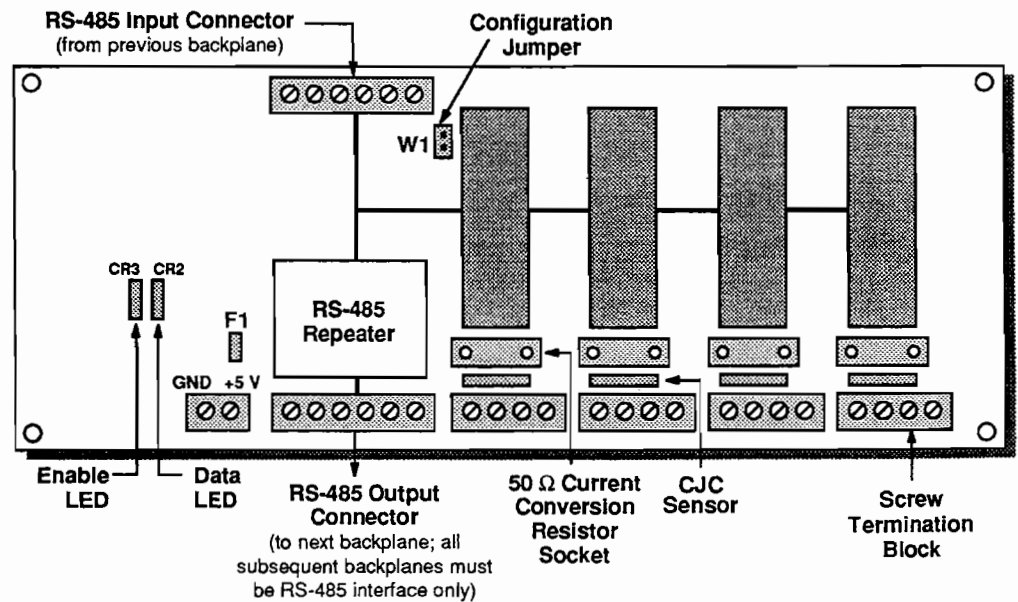 RS-485 Input Connector
(from previous backplane)
Configuration
Jumper
W1
CR3 CR2
F1
RS-485
Repeater
GND +5 V
Enable
LED
Data
LED
RS-485 Output
Connector
(to next backplane; all
subsequent backplanes must
be RS-485 interface only)
50 Ω Current
Conversion
Resistor
Socket
CJC
Sensor
Screw
Termination
Block